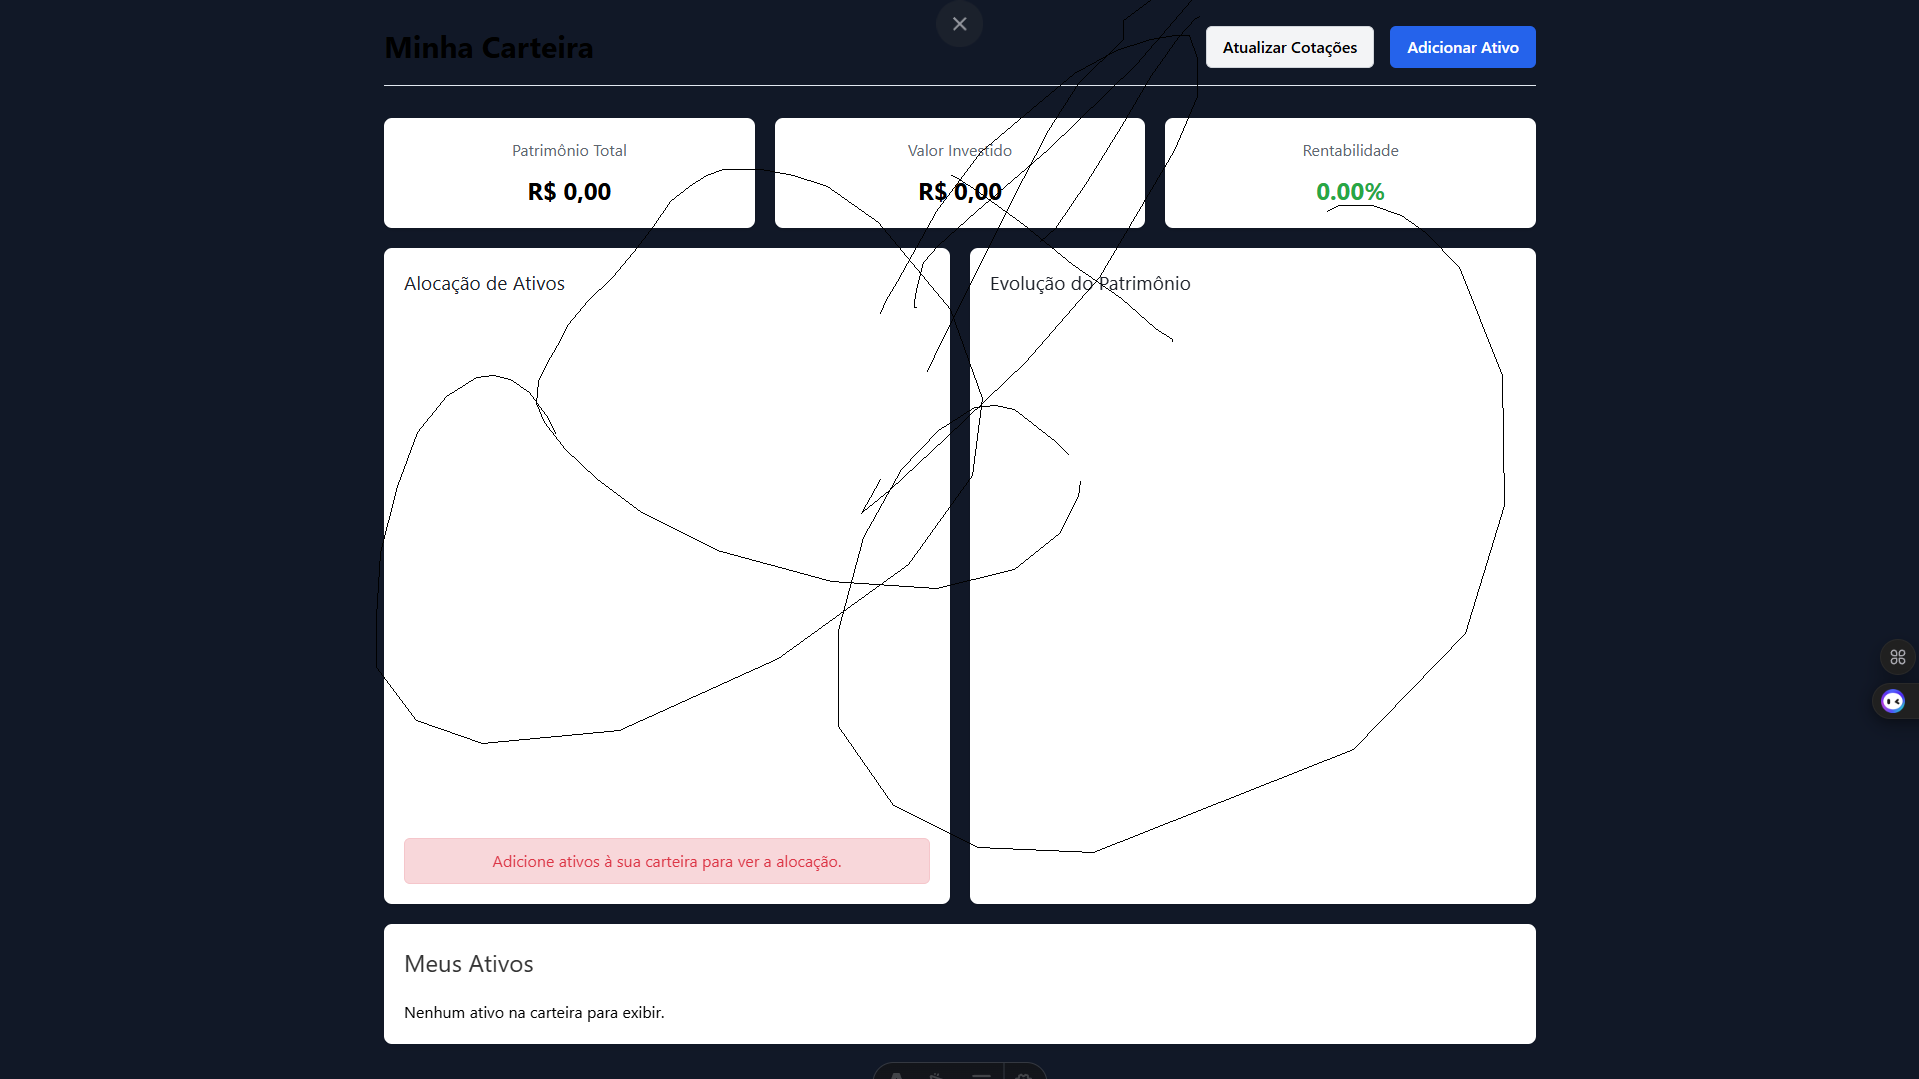 Minha Carteira
Atualizar Cotações
Adicionar Ativo
Patrimônio Total
R$ 0,00
Valor Investido
R$ 0,00
Rentabilidade
0.00%
Alocação de Ativos
Adicione ativos à sua carteira para ver a alocação.
Evolução do Patrimônio
Meus Ativos
Nenhum ativo na carteira para exibir.